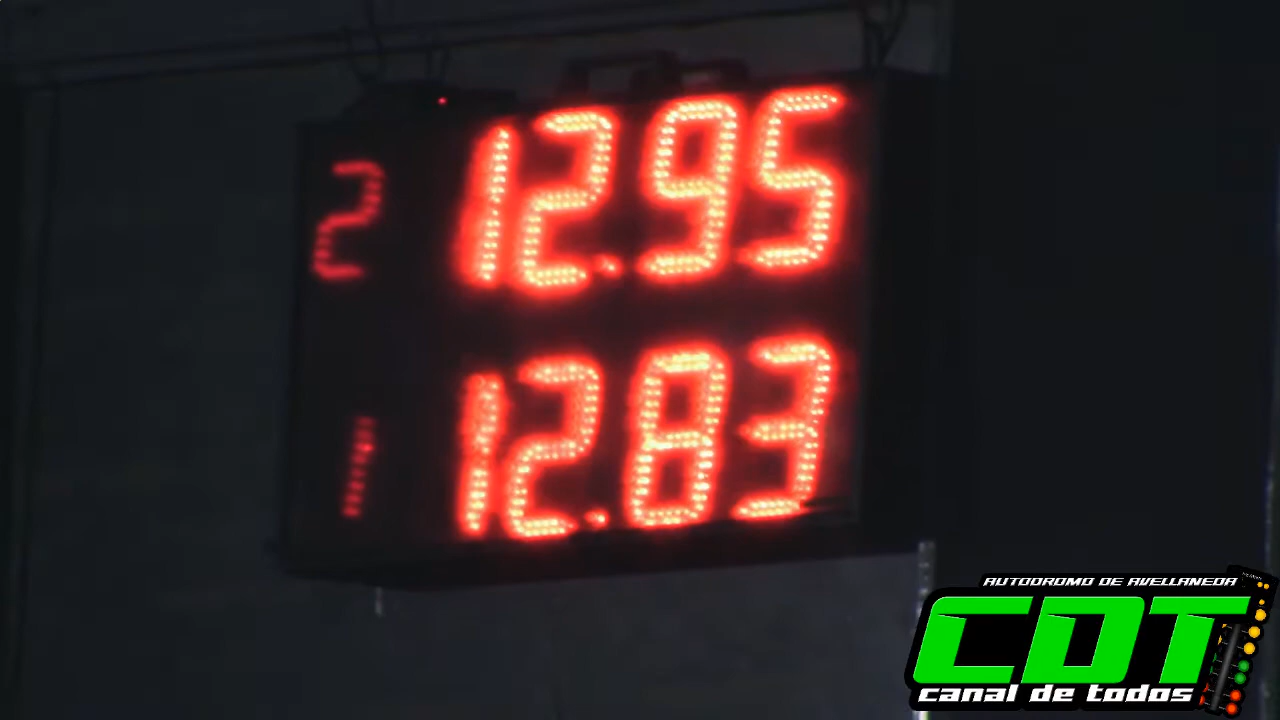 2 12.95
1 12.83
AUTODROMO DE AVELLANEDA
CDT
canal de todos